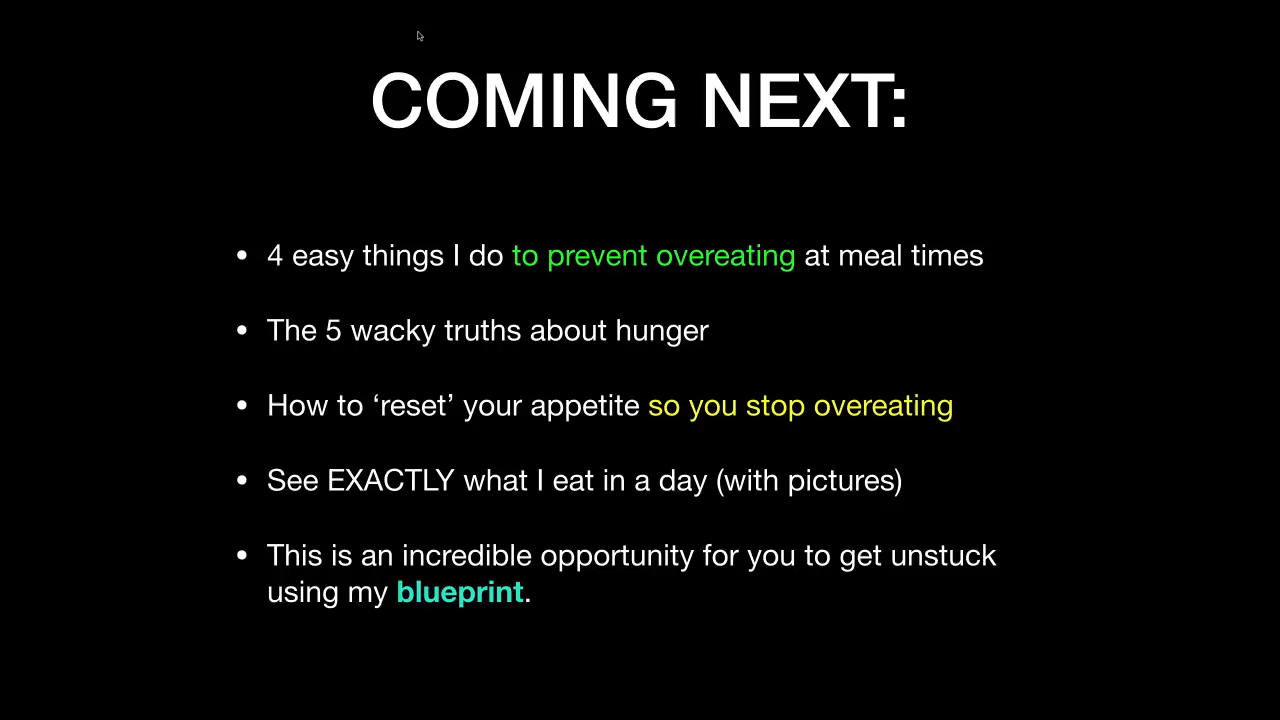 COMING NEXT:
• 4 easy things I do to prevent overeating at meal times
• The 5 wacky truths about hunger
• How to ‘reset’ your appetite so you stop overeating
• See EXACTLY what I eat in a day (with pictures)
• This is an incredible opportunity for you to get unstuck
using my blueprint.